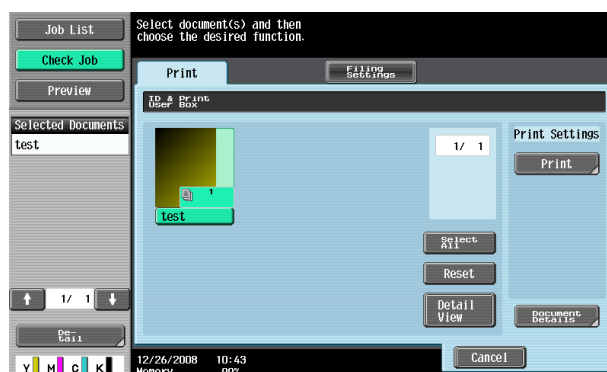 Job List
Check Job
Preview
Selected Documents
test
1/ 1
De-
tail
Y M C K
Select document(s) and then
choose the desired function.
Print
Filing
Settings
ID & Print
User Box
1
test
1/ 1
Select
All
Reset
Detail
View
Print Settings
Print
Document
Details
12/26/2008 10:43
Memory 99%
Cancel